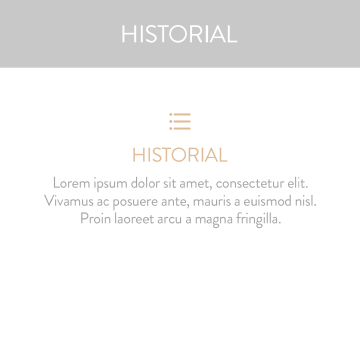 HISTORIAL
HISTORIAL
Lorem ipsum dolor sit amet, consectetur elit.
Vivamus ac posuere ante, mauris a euismod nisl.
Proin laoreet arcu a magna fringilla.